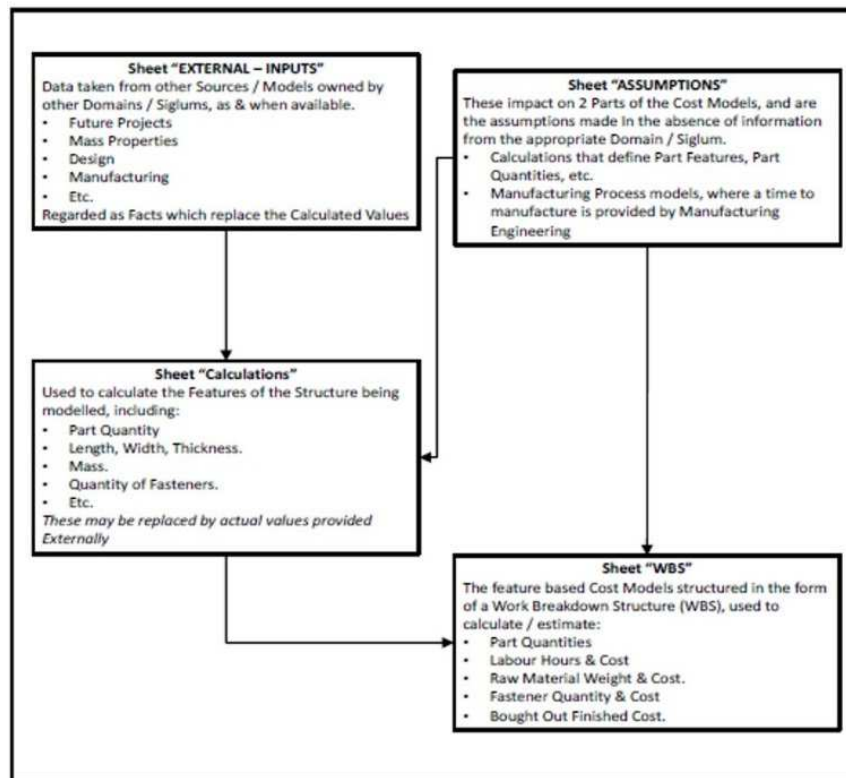 Sheet “EXTERNAL – INPUTS”
Data taken from other Sources / Models owned by
other Domains / Siglums, as & when available.
• Future Projects
• Mass Properties
• Design
• Manufacturing
• Etc.
Regarded as Facts which replace the Calculated Values
Sheet “ASSUMPTIONS”
These impact on 2 Parts of the Cost Models, and are
the assumptions made In the absence of information
from the appropriate Domain / Siglum.
• Calculations that define Part Features, Part
Quantities, etc.
• Manufacturing Process models, where a time to
manufacture is provided by Manufacturing
Engineering
Sheet “Calculations”
Used to calculate the Features of the Structure being
modelled, including:
• Part Quantity
• Length, Width, Thickness.
• Mass.
• Quantity of Fasteners.
• Etc.
These may be replaced by actual values provided
Externally
Sheet “WBS”
The feature based Cost Models structured in the form
of a Work Breakdown Structure (WBS), used to
calculate / estimate:
• Part Quantities
• Labour Hours & Cost
• Raw Material Weight & Cost.
• Fastener Quantity & Cost
• Bought Out Finished Cost.